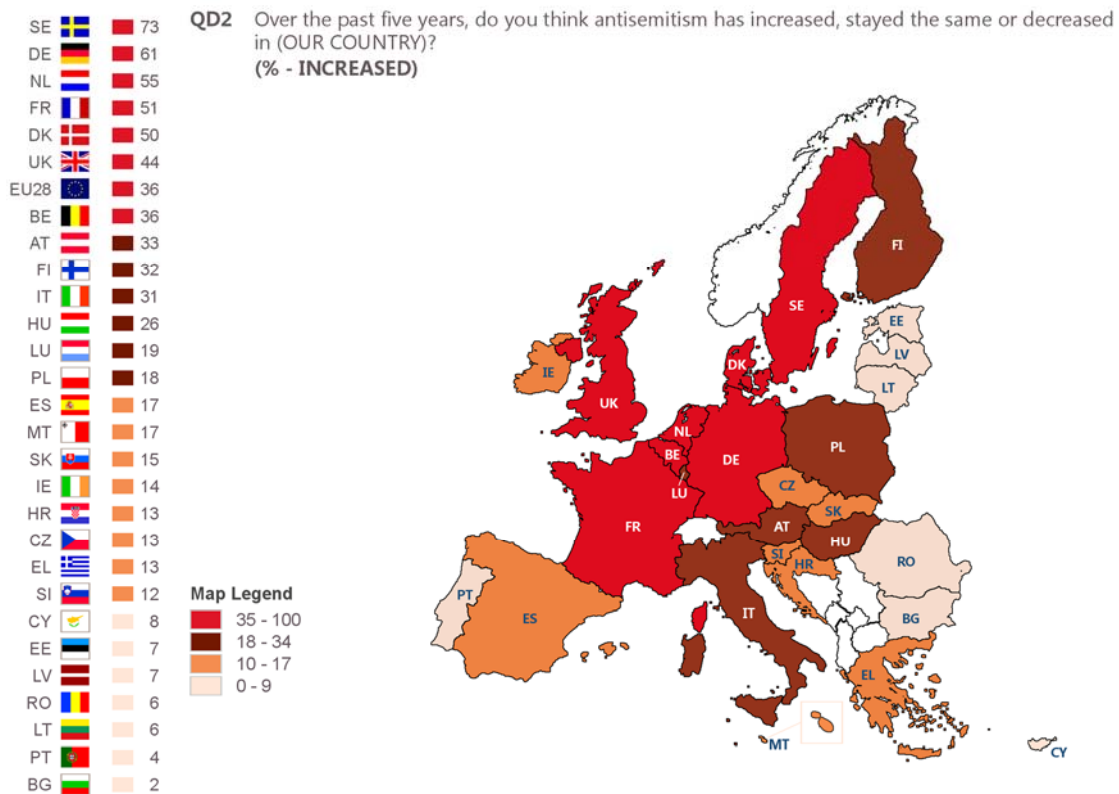 QD2 Over the past five years, do you think antisemitism has increased, stayed the same or decreased
in (OUR COUNTRY)?
(% - INCREASED)
SE 73
DE 61
NL 55
FR 51
DK 50
UK 44
EU28 36
BE 36
AT 33
FI 32
IT 31
HU 26
LU 19
PL 18
ES 17
MT 17
SK 15
IE 14
HR 13
CZ 13
EL 13
SI 12
CY 8
EE 7
LV 7
RO 6
LT 6
PT 4
BG 2
Map Legend
35 - 100
18 - 34
10 - 17
0 - 9
FI
SE
EE
LV
LT
DK
IE
UK
NL
BE
DE
PL
LU
CZ
SK
FR
AT
HU
SI
HR
RO
PT
ES
IT
BG
EL
MT
CY